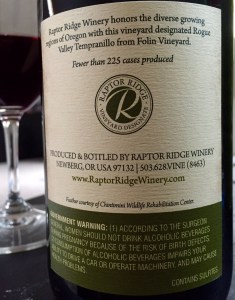 Raptor Ridge Winery honors the diverse growing
regions of Oregon with this vineyard designated Rogue
Valley Tempranillo from Folin Vineyard.
Fewer than 225 cases produced
RAPTOR RIDGE
R
VINEYARD DESIGNATE
PRODUCED & BOTTLED BY RAPTOR RIDGE WINERY
NEWBERG, OR USA 97132 | 503.628VINE (8463)
www.RaptorRidgeWinery.com
Feather courtesy of Chintimini Wildlife Rehabilitation Center
GOVERNMENT WARNING: (1) ACCORDING TO THE SURGEON
GENERAL, WOMEN SHOULD NOT DRINK ALCOHOLIC BEVERAGES
DURING PREGNANCY BECAUSE OF THE RISK OF BIRTH DEFECTS.
CONSUMPTION OF ALCOHOLIC BEVERAGES IMPAIRS YOUR
TO DRIVE A CAR OR OPERATE MACHINERY, AND MAY CAUSE
PROBLEMS.
CONTAINS SULFITES